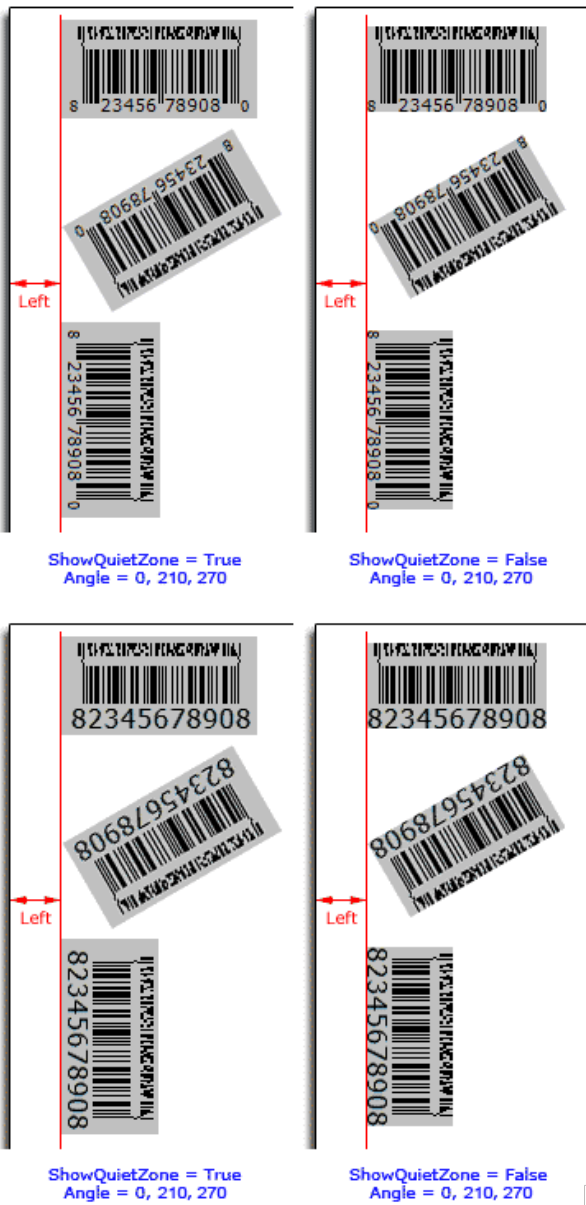 8 23456 78908 0
8 23456 78908 0
8 23456 78908 0
8 23456 78908 0
Left
Left
8 23456 78908 0
8 23456 78908 0
ShowQuietZone = True
Angle = 0, 210, 270
ShowQuietZone = False
Angle = 0, 210, 270
82345678908
82345678908
82345678908
82345678908
Left
Left
82345678908
82345678908
ShowQuietZone = True
Angle = 0, 210, 270
ShowQuietZone = False
Angle = 0, 210, 270